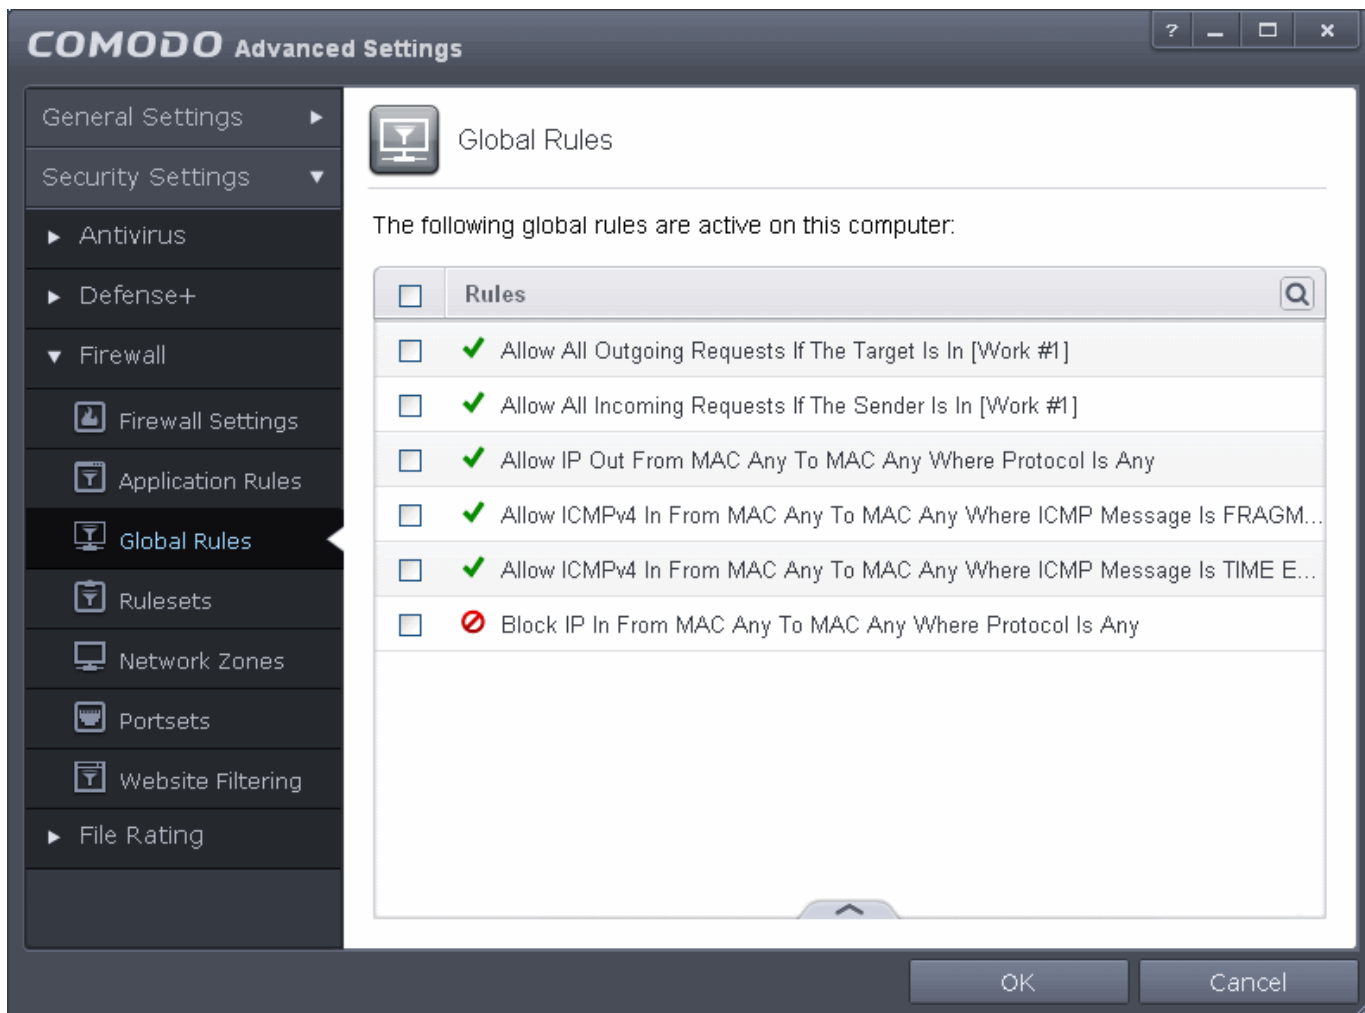 COMODO Advanced Settings
?
General Settings
Security Settings
Antivirus
Defense+
Firewall
Firewall Settings
Application Rules
Global Rules
Rulesets
Network Zones
Portsets
Website Filtering
File Rating
Global Rules
The following global rules are active on this computer:
Rules
Allow All Outgoing Requests If The Target Is In [Work #1]
Allow All Incoming Requests If The Sender Is In [Work #1]
Allow IP Out From MAC Any To MAC Any Where Protocol Is Any
Allow ICMPv4 In From MAC Any To MAC Any Where ICMP Message Is FRAGM...
Allow ICMPv4 In From MAC Any To MAC Any Where ICMP Message Is TIME E...
Block IP In From MAC Any To MAC Any Where Protocol Is Any
OK
Cancel